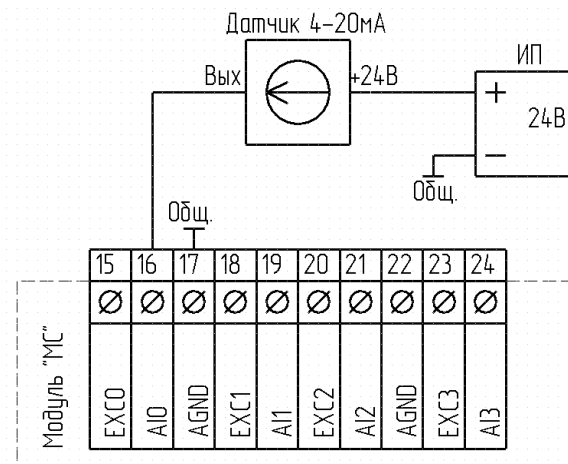 Датчик 4-20мА
ИП
Вых
+24В
+
24В
−
Общ.
Общ.
15 16 17 18 19 20 21 22 23 24
Модуль "МС"
EXC0
AI0
AGND
EXC1
AI1
EXC2
AI2
AGND
EXC3
AI3